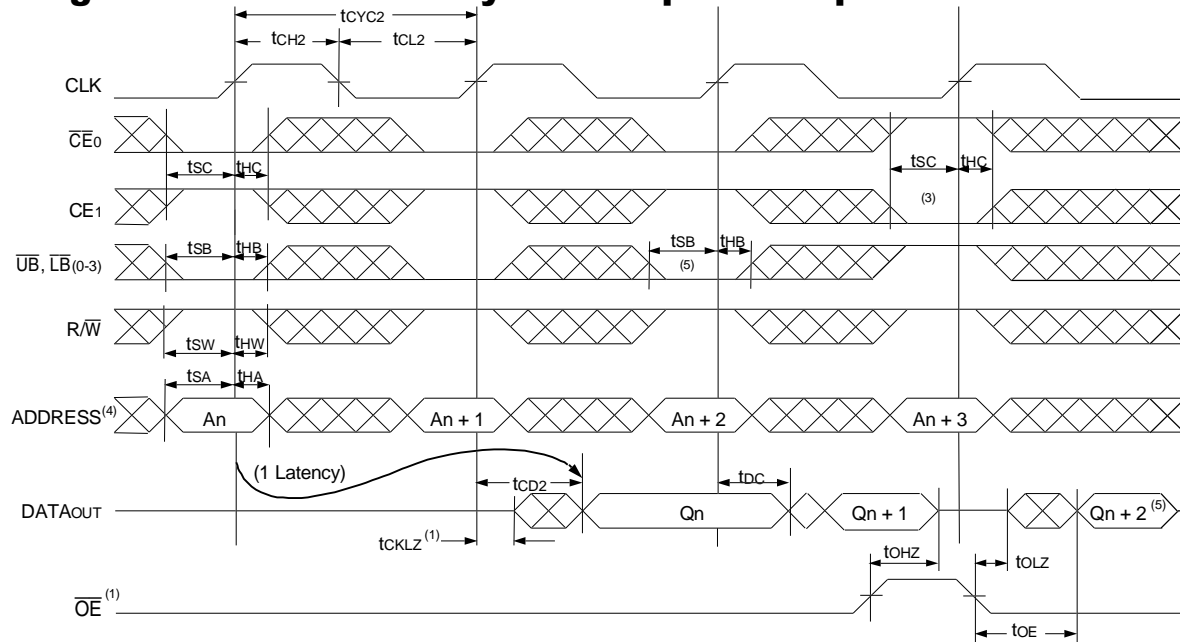 tCYC2
tCH2 tCL2
CLK
CE0
tSC tHC tSC tHC
(3)
CE1
tSB tHB tSB tHB
(5)
UB, LB(0-3)
R/W
tSW tHW
tSA tHA
ADDRESS(4) An An + 1 An + 2 An + 3
(1 Latency) tCD2 tDC
DATAOUT Qn Qn + 1 Qn + 2 (5)
tCKLZ (1)
tOHZ tOLZ
OE (1)
tOE